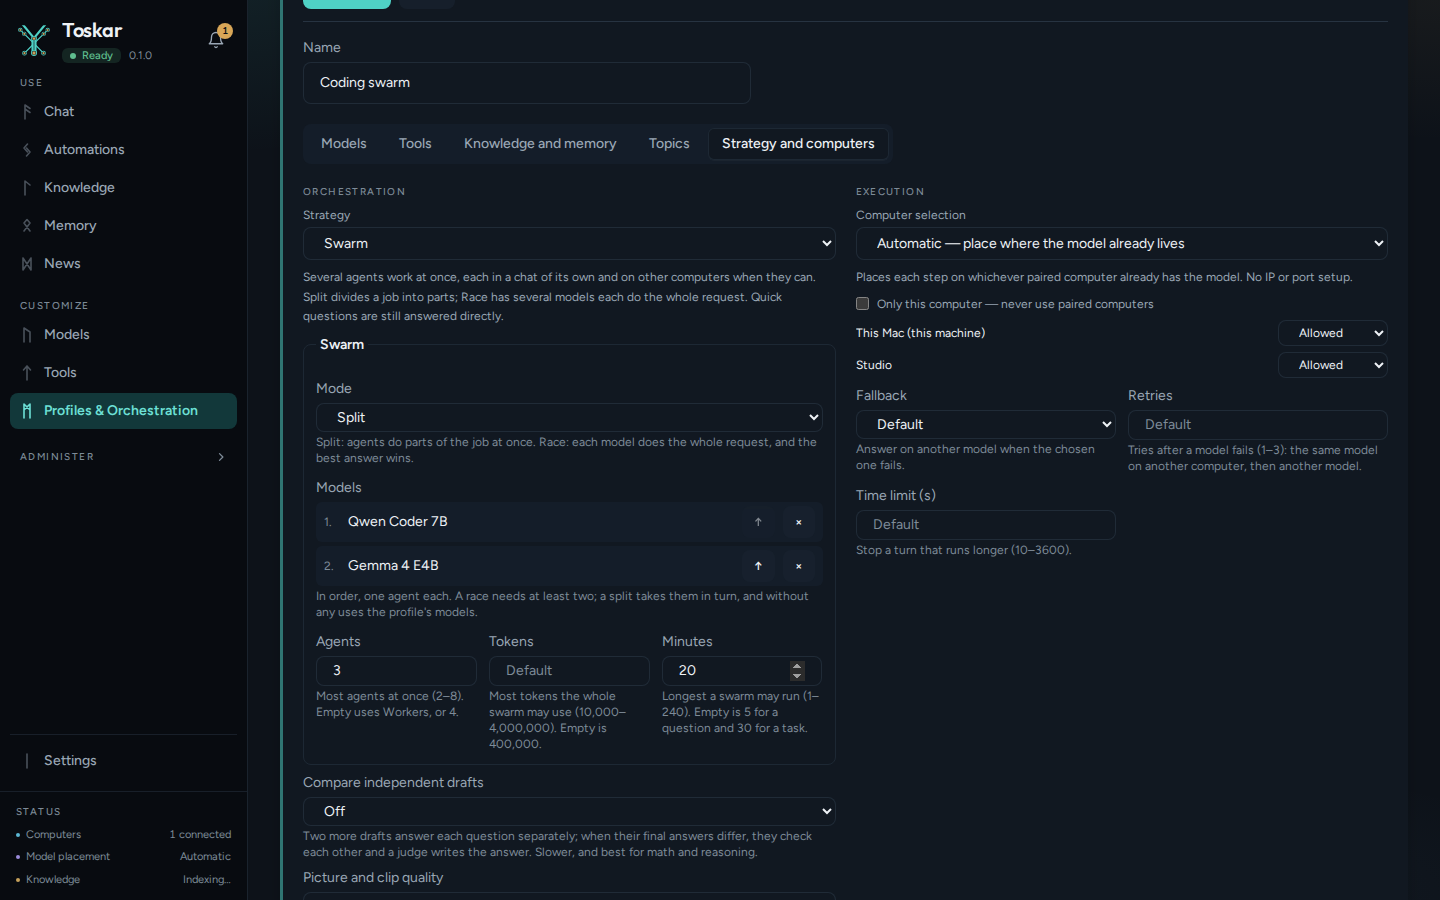 Toskar
Ready 0.1.0
1
USE
Chat
Automations
Knowledge
Memory
News
CUSTOMIZE
Models
Tools
Profiles & Orchestration
ADMINISTER
Settings
STATUS
Computers 1 connected
Model placement Automatic
Knowledge Indexing…
Name
Coding swarm
Models Tools Knowledge and memory Topics Strategy and computers
ORCHESTRATION
Strategy
Swarm
Several agents work at once, each in a chat of its own and on other computers when they can.
Split divides a job into parts; Race has several models each do the whole request. Quick
questions are still answered directly.
Swarm
Mode
Split
Split: agents do parts of the job at once. Race: each model does the whole request, and the
best answer wins.
Models
1. Qwen Coder 7B ↑ ×
2. Gemma 4 E4B ↑ ×
In order, one agent each. A race needs at least two; a split takes them in turn, and without
any uses the profile's models.
Agents
3
Most agents at once (2–8).
Empty uses Workers, or 4.
Tokens
Default
Most tokens the whole
swarm may use (10,000–
4,000,000). Empty is
400,000.
Minutes
20
Longest a swarm may run (1–
240). Empty is 5 for a
question and 30 for a task.
Compare independent drafts
Off
Two more drafts answer each question separately; when their final answers differ, they check
each other and a judge writes the answer. Slower, and best for math and reasoning.
Picture and clip quality
EXECUTION
Computer selection
Automatic — place where the model already lives
Places each step on whichever paired computer already has the model. No IP or port setup.
Only this computer — never use paired computers
This Mac (this machine) Allowed
Studio Allowed
Fallback
Default
Answer on another model when the chosen
one fails.
Retries
Default
Tries after a model fails (1–3): the same model
on another computer, then another model.
Time limit (s)
Default
Stop a turn that runs longer (10–3600).